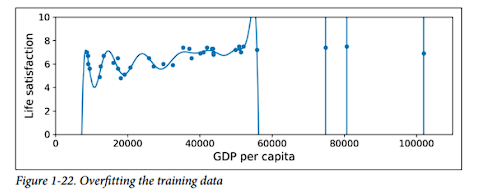 10
8
6
4
2
0
Life satisfaction
0 20000 40000 60000 80000 100000
GDP per capita
Figure 1-22. Overfitting the training data